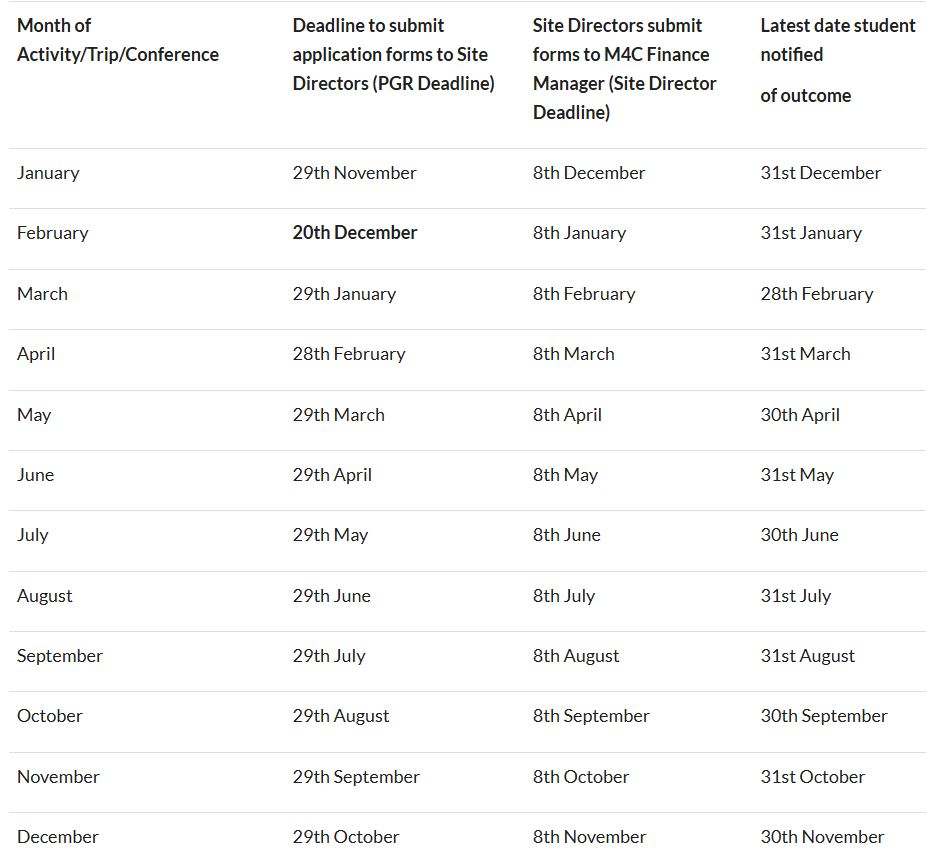 Month of
Activity/Trip/Conference
Deadline to submit
application forms to Site
Directors (PGR Deadline)
Site Directors submit
forms to M4C Finance
Manager (Site Director
Deadline)
Latest date student
notified
of outcome
January 29th November 8th December 31st December
February 20th December 8th January 31st January
March 29th January 8th February 28th February
April 28th February 8th March 31st March
May 29th March 8th April 30th April
June 29th April 8th May 31st May
July 29th May 8th June 30th June
August 29th June 8th July 31st July
September 29th July 8th August 31st August
October 29th August 8th September 30th September
November 29th September 8th October 31st October
December 29th October 8th November 30th November